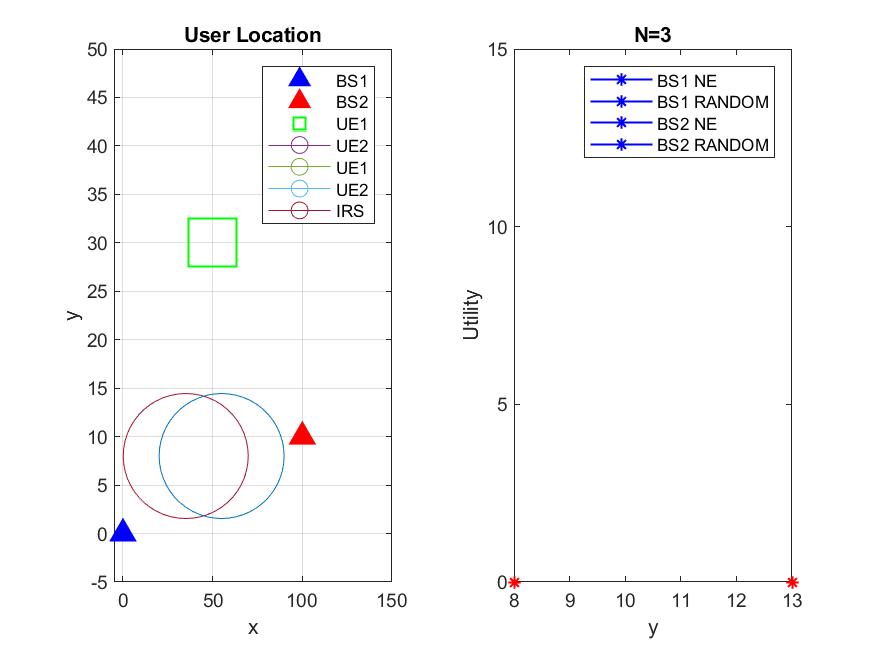 User Location
50
45
40
35
30
25
20
15
10
5
0
-5
0 50 100 150
x
y
BS1
BS2
UE1
UE2
UE1
UE2
IRS
N=3
15
10
5
0
8 9 10 11 12 13
y
Utility
BS1 NE
BS1 RANDOM
BS2 NE
BS2 RANDOM